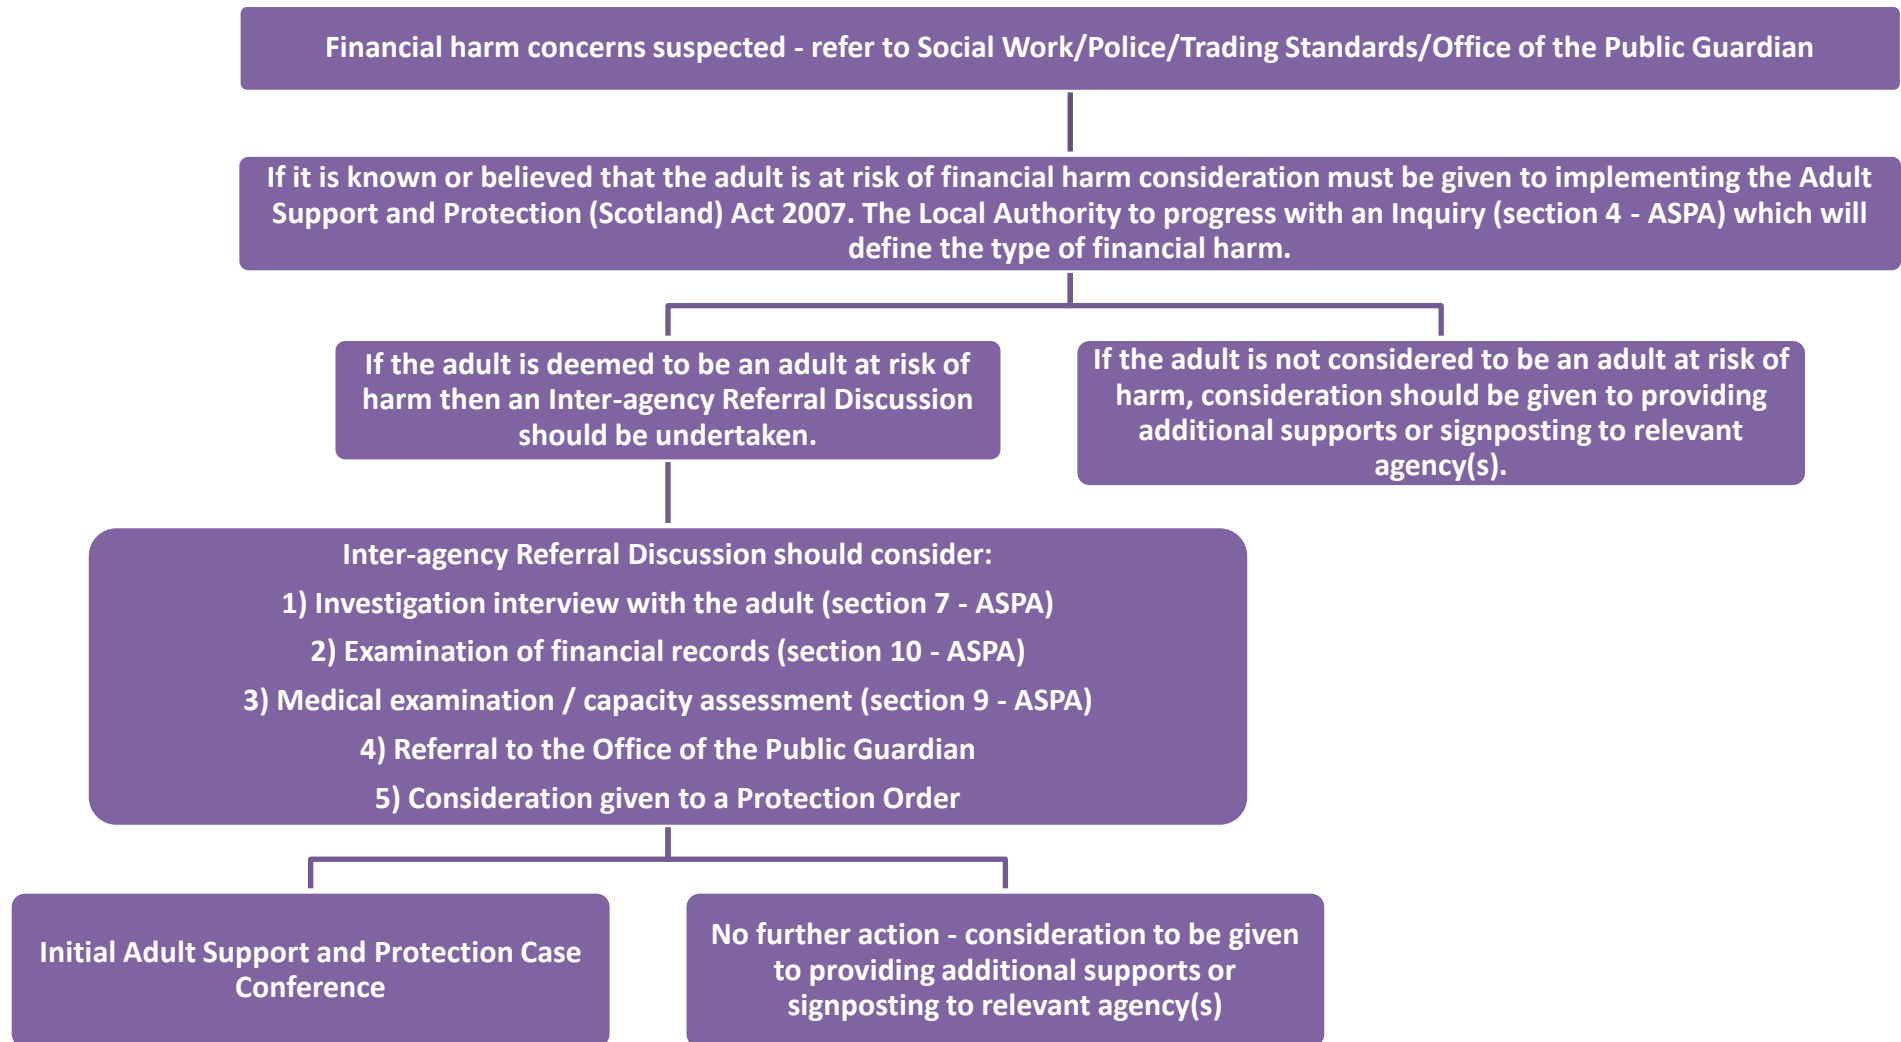 Financial harm concerns suspected - refer to Social Work/Police/Trading Standards/Office of the Public Guardian
If it is known or believed that the adult is at risk of financial harm consideration must be given to implementing the Adult
Support and Protection (Scotland) Act 2007. The Local Authority to progress with an Inquiry (section 4 - ASPA) which will
define the type of financial harm.
If the adult is deemed to be an adult at risk of
harm then an Inter-agency Referral Discussion
should be undertaken.
If the adult is not considered to be an adult at risk of
harm, consideration should be given to providing
additional supports or signposting to relevant
agency(s).
Inter-agency Referral Discussion should consider:
1) Investigation interview with the adult (section 7 - ASPA)
2) Examination of financial records (section 10 - ASPA)
3) Medical examination / capacity assessment (section 9 - ASPA)
4) Referral to the Office of the Public Guardian
5) Consideration given to a Protection Order
Initial Adult Support and Protection Case
Conference
No further action - consideration to be given
to providing additional supports or
signposting to relevant agency(s)